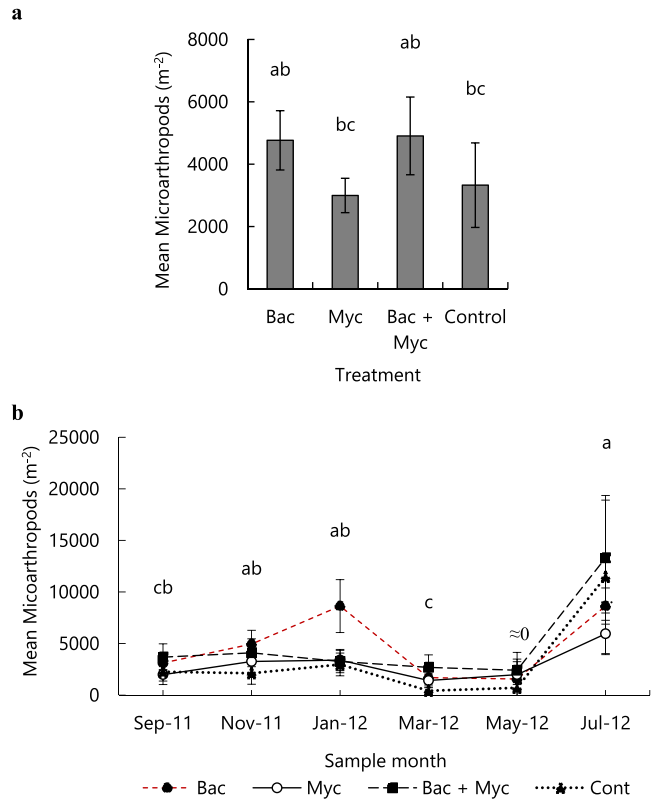 a
Mean Microarthropods (m-2)
8000
6000
4000
2000
0
ab
bc
ab
bc
Bac
Myc
Bac +
Myc
Control
Treatment
b
Mean Micoarthropods (m-2)
25000
20000
15000
10000
5000
0
cb
ab
ab
c
≈0
a
Sep-11
Nov-11
Jan-12
Mar-12
May-12
Jul-12
Sample month
Bac
Myc
Bac + Myc
Cont